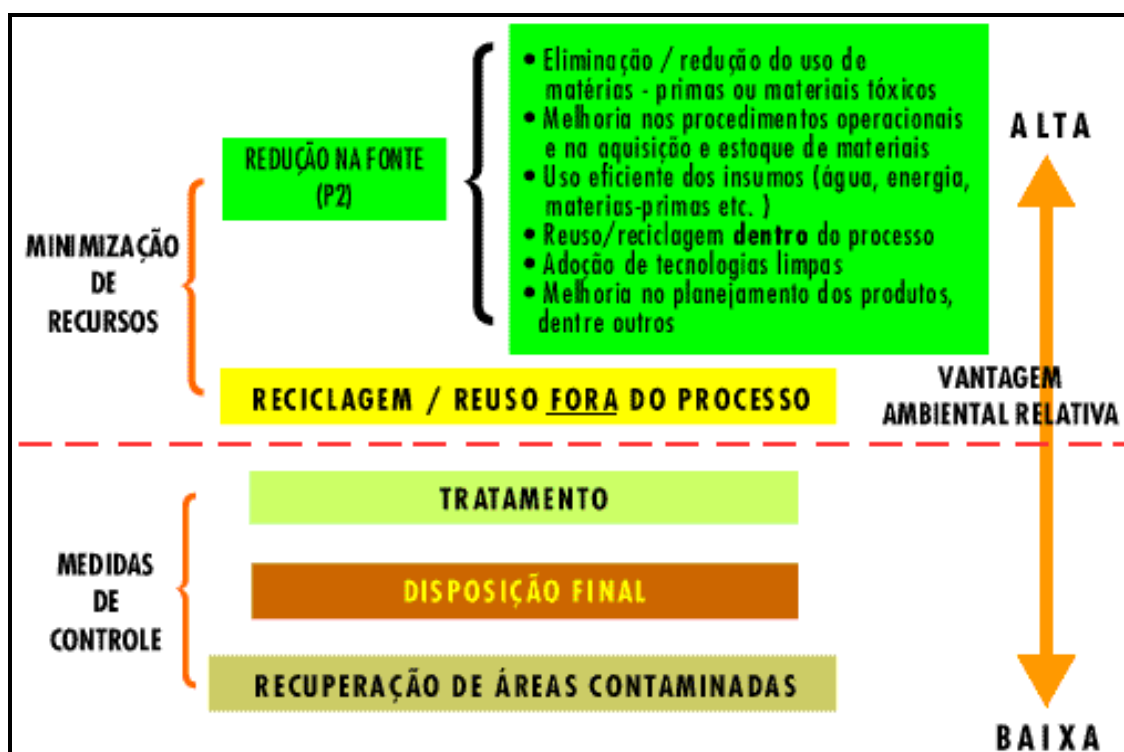 REDUÇÃO NA FONTE
(P2)
• Eliminação / redução do uso de
matérias - primas ou materiais tóxicos
• Melhoria nos procedimentos operacionais
e na aquisição e estoque de materiais
• Uso eficiente dos insumos (água, energia,
materias-primas etc. )
• Reuso/reciclagem dentro do processo
• Adoção de tecnologias limpas
• Melhoria no planejamento dos produtos,
dentre outros
ALTA
MINIMIZAÇÃO
DE
RECURSOS
RECICLAGEM / REUSO FORA DO PROCESSO
VANTAGEM
AMBIENTAL RELATIVA
TRATAMENTO
MEDIDAS
DE
CONTROLE
DISPOSIÇÃO FINAL
RECUPERAÇÃO DE ÁREAS CONTAMINADAS
BAIXA